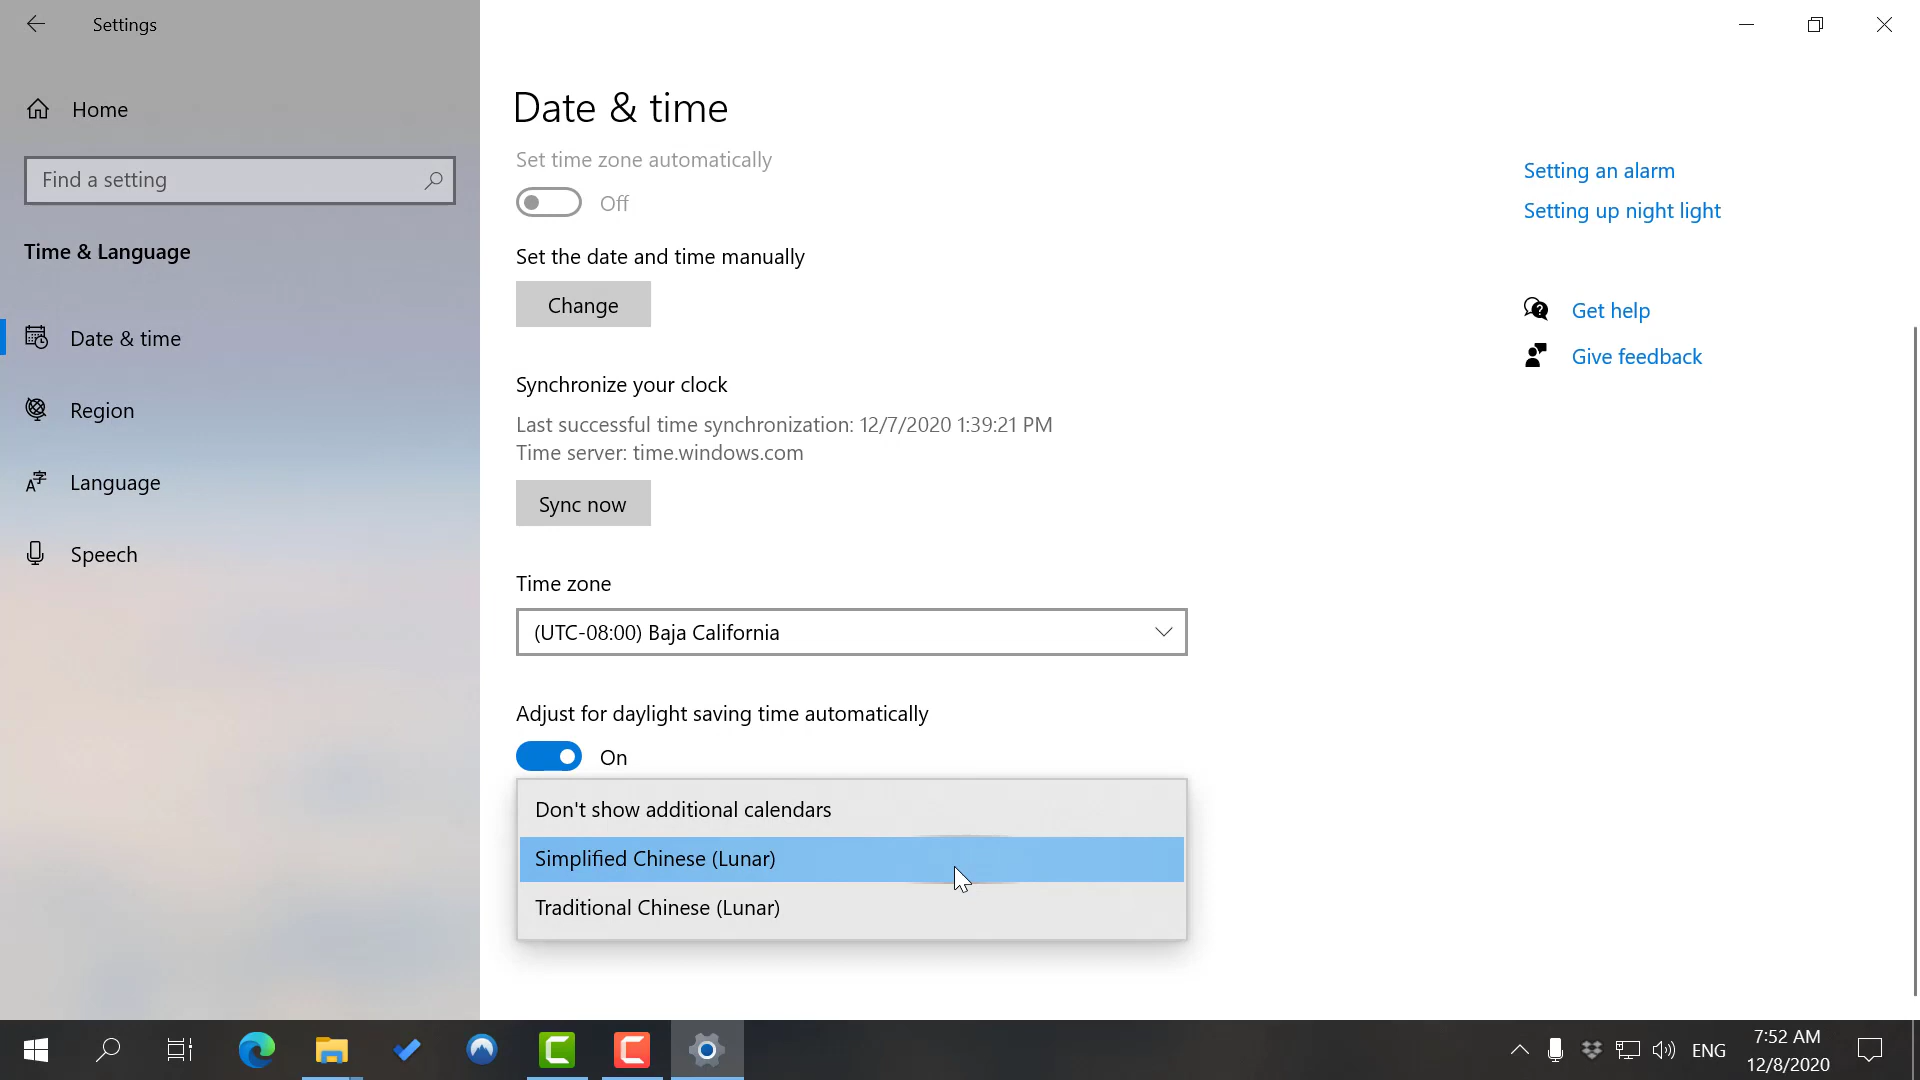 Settings
Home
Find a setting
Time & Language
Date & time
Region
Language
Speech
Date & time
Set time zone automatically
Off
Set the date and time manually
Change
Synchronize your clock
Last successful time synchronization: 12/7/2020 1:39:21 PM
Time server: time.windows.com
Sync now
Time zone
(UTC-08:00) Baja California
Adjust for daylight saving time automatically
On
Don't show additional calendars
Simplified Chinese (Lunar)
Traditional Chinese (Lunar)
Setting an alarm
Setting up night light
Get help
Give feedback
ENG
7:52 AM
12/8/2020